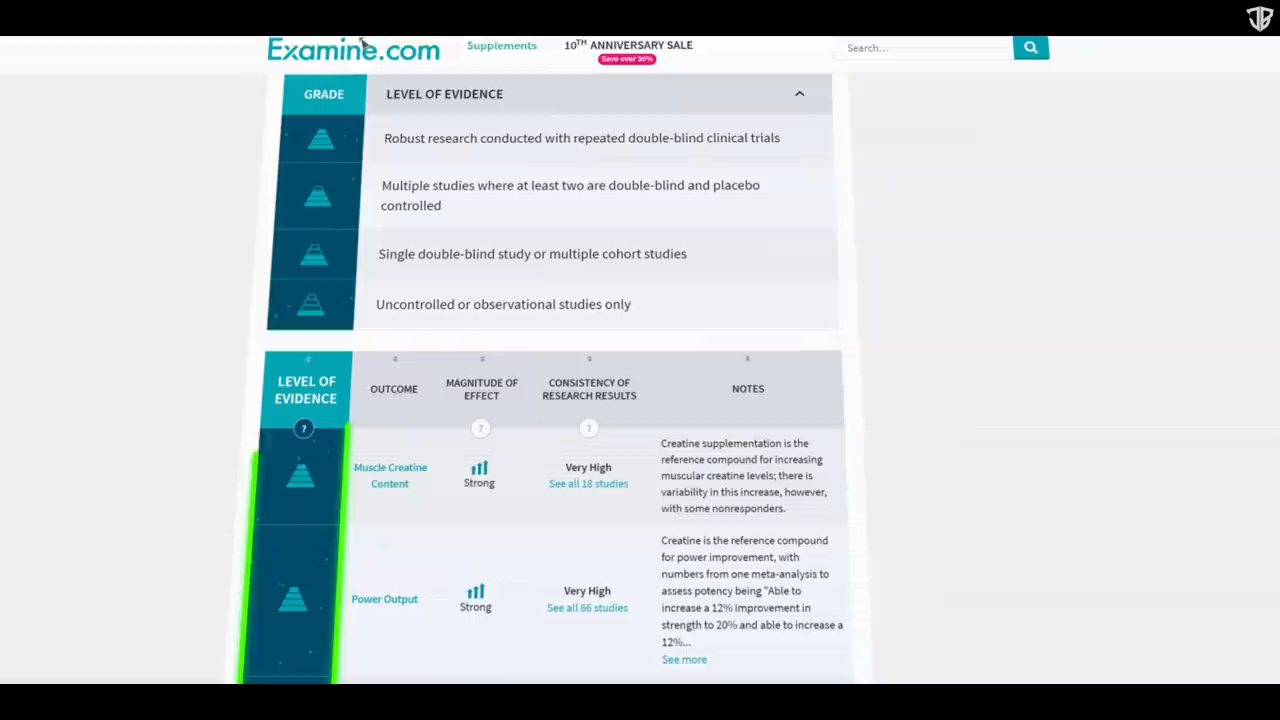 Examine.com
Supplements
10TH ANNIVERSARY SALE
Save over 30%
Search...
GRADE
LEVEL OF EVIDENCE
Robust research conducted with repeated double-blind clinical trials
Multiple studies where at least two are double-blind and placebo
controlled
Single double-blind study or multiple cohort studies
Uncontrolled or observational studies only
LEVEL OF
EVIDENCE
?
OUTCOME
MAGNITUDE OF
EFFECT
?
CONSISTENCY OF
RESEARCH RESULTS
?
NOTES
Muscle Creatine
Content
Strong
Very High
See all 18 studies
Creatine supplementation is the
reference compound for increasing
muscular creatine levels; there is
variability in this increase, however,
with some nonresponders.
Power Output
Strong
Very High
See all 66 studies
Creatine is the reference compound
for power improvement, with
numbers from one meta-analysis to
assess potency being "Able to
increase a 12% improvement in
strength to 20% and able to increase a
12%...
See more